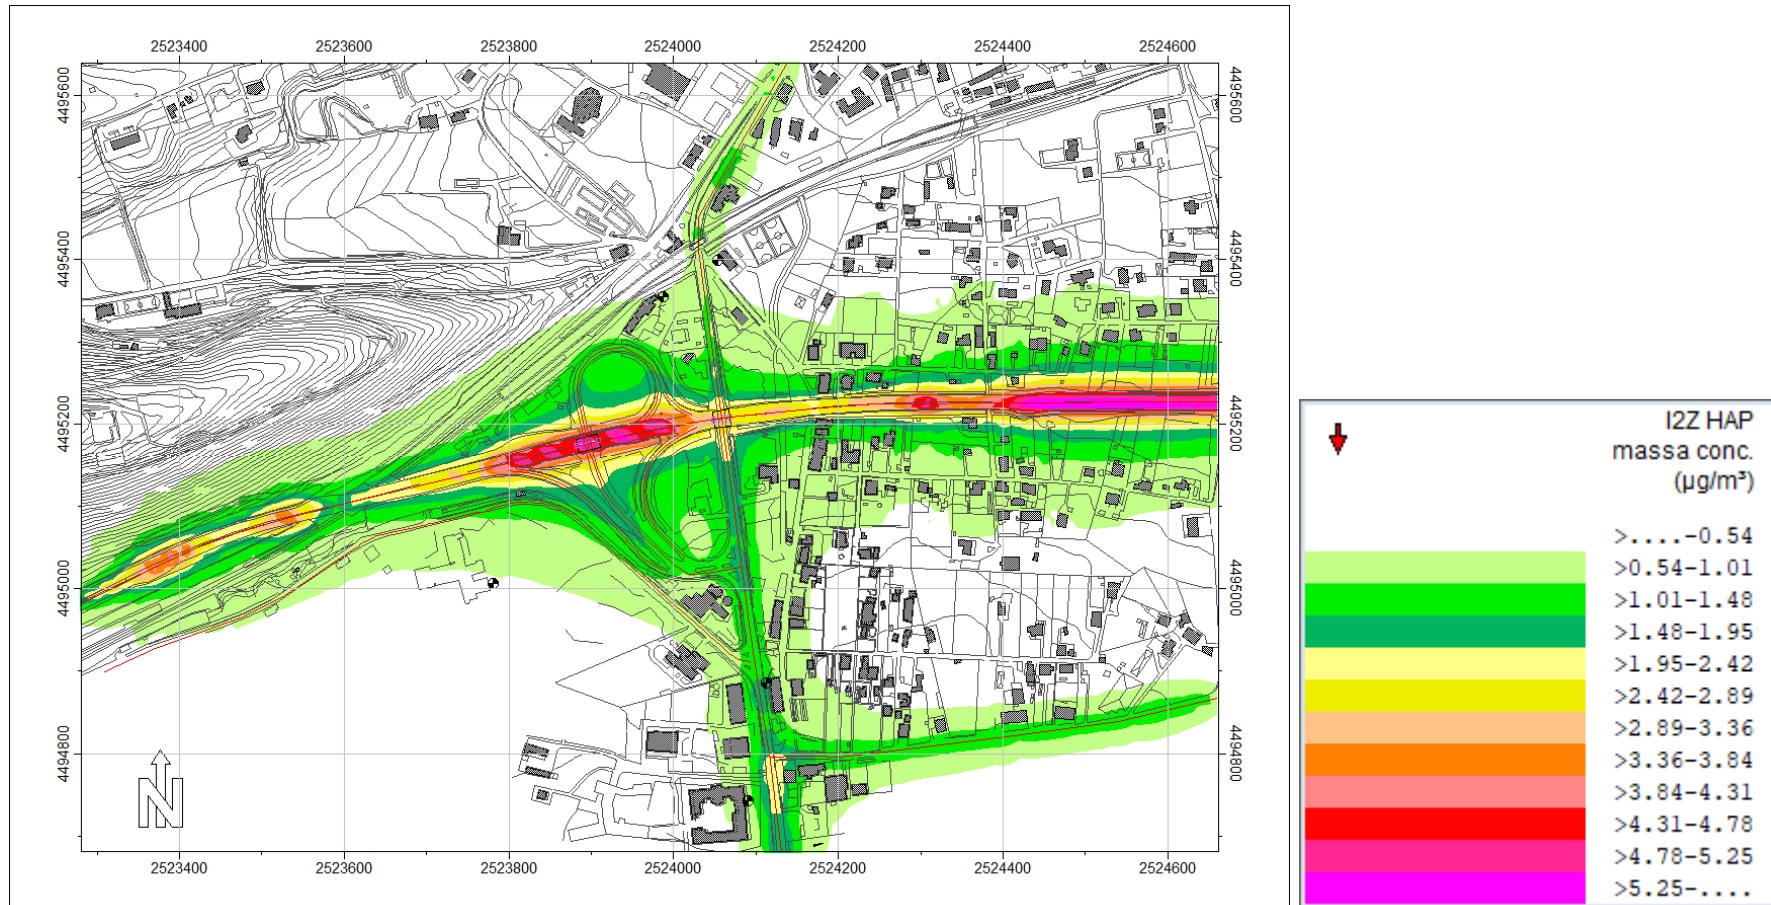 2523400 2523600 2523800 2524000 2524200 2524400 2524600
4495600 4495600
4495400 4495400
4495200 4495200
4495000 4495000
4494800 4494800
N
2523400 2523600 2523800 2524000 2524200 2524400 2524600
I2Z HAP
massa conc.
(µg/m³)
>....-0.54
>0.54-1.01
>1.01-1.48
>1.48-1.95
>1.95-2.42
>2.42-2.89
>2.89-3.36
>3.36-3.84
>3.84-4.31
>4.31-4.78
>4.78-5.25
>5.25-....